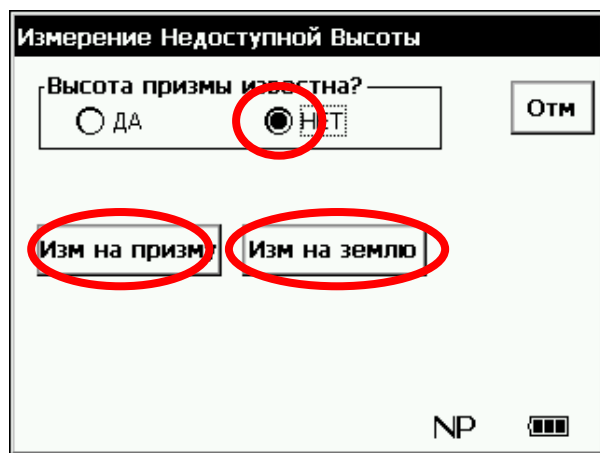 Измерение Недоступной Высоты
Высота призмы известна?
ДА НЕТ
Отм
Изм на призму Изм на землю
NP